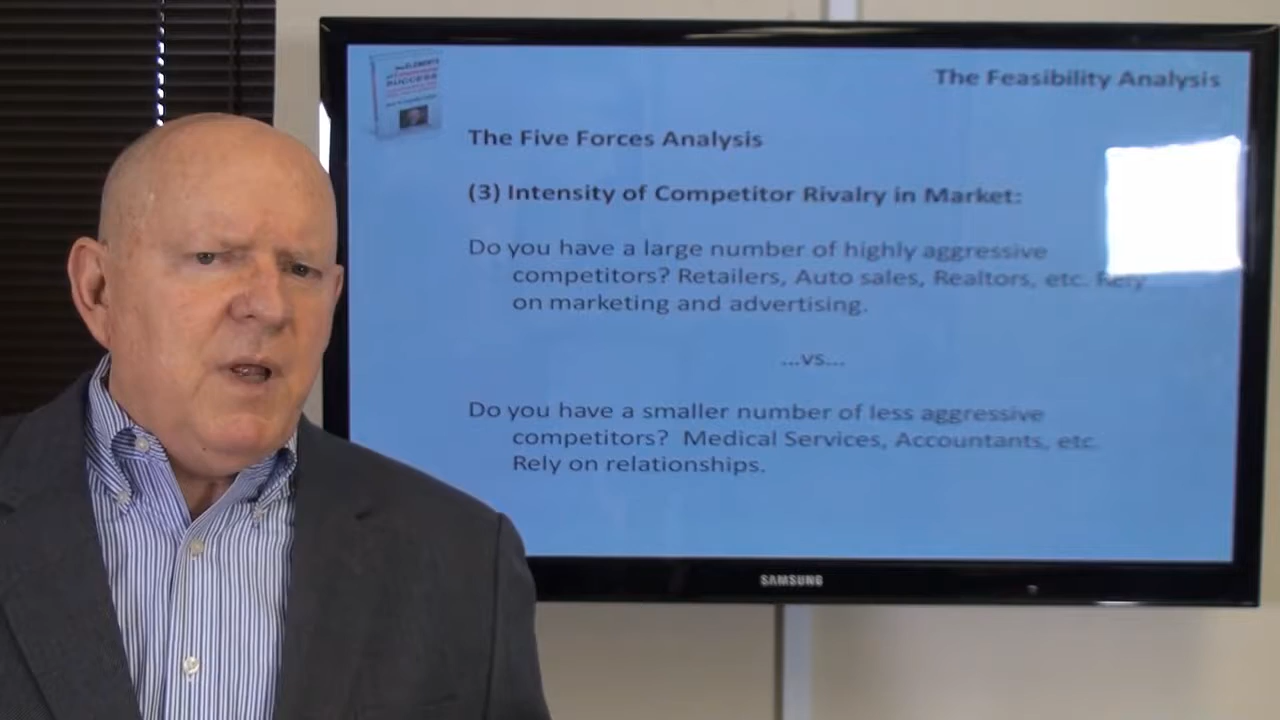 SUCCESS
The Feasibility Analysis
The Five Forces Analysis
(3) Intensity of Competitor Rivalry in Market:
Do you have a large number of highly aggressive
competitors? Retailers, Auto sales, Realtors, etc. Rely
on marketing and advertising.
...vs...
Do you have a smaller number of less aggressive
competitors? Medical Services, Accountants, etc.
Rely on relationships.
SAMSUNG